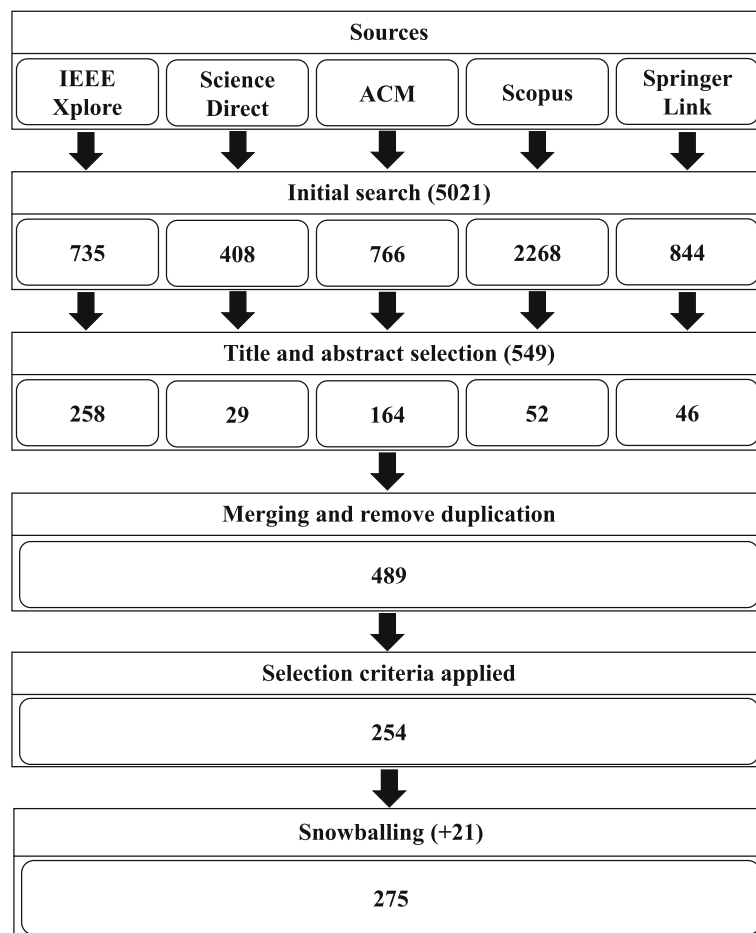 Sources
IEEE Xplore
Science Direct
ACM
Scopus
Springer Link
Initial search (5021)
735
408
766
2268
844
Title and abstract selection (549)
258
29
164
52
46
Merging and remove duplication
489
Selection criteria applied
254
Snowballing (+21)
275